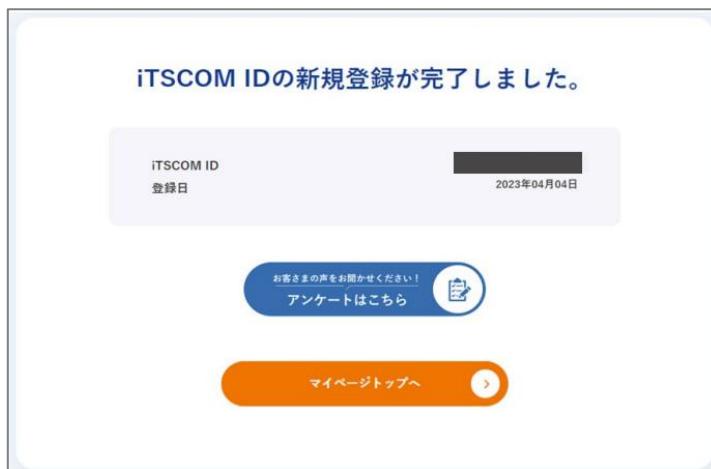 iTSCOM IDの新規登録が完了しました。
iTSCOM ID
登録日 2023年04月04日
お客さまの声をお聞かせください！
アンケートはこちら
マイページトップへ